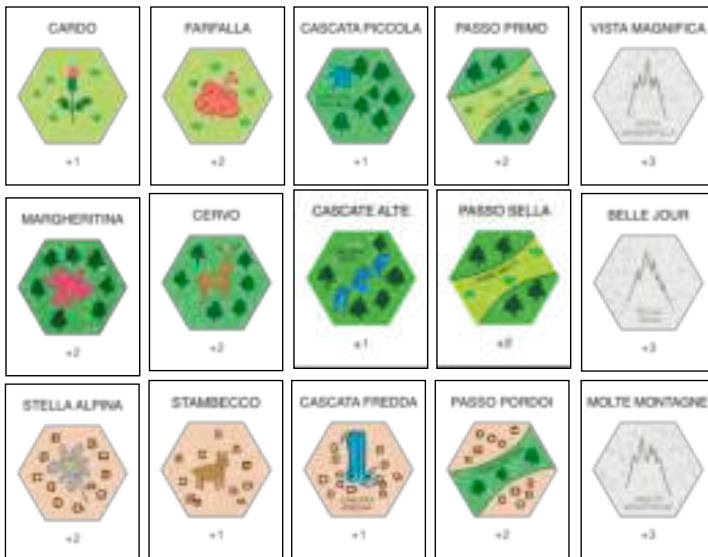 CARDO
+1
FARFALLA
+2
CASCATA PICCOLA
+1
PASSO PRIMO
+2
VISTA MAGNIFICA
+3
MARGHERITINA
+2
CERVO
+2
CASCATE ALTE
+1
PASSO SELLA
+2
BELLE JOUR
+3
STELLA ALPINA
+2
STAMBECCO
+1
CASCATA FREDDA
+1
PASSO PORDOI
+2
MOLTE MONTAGNE
+3